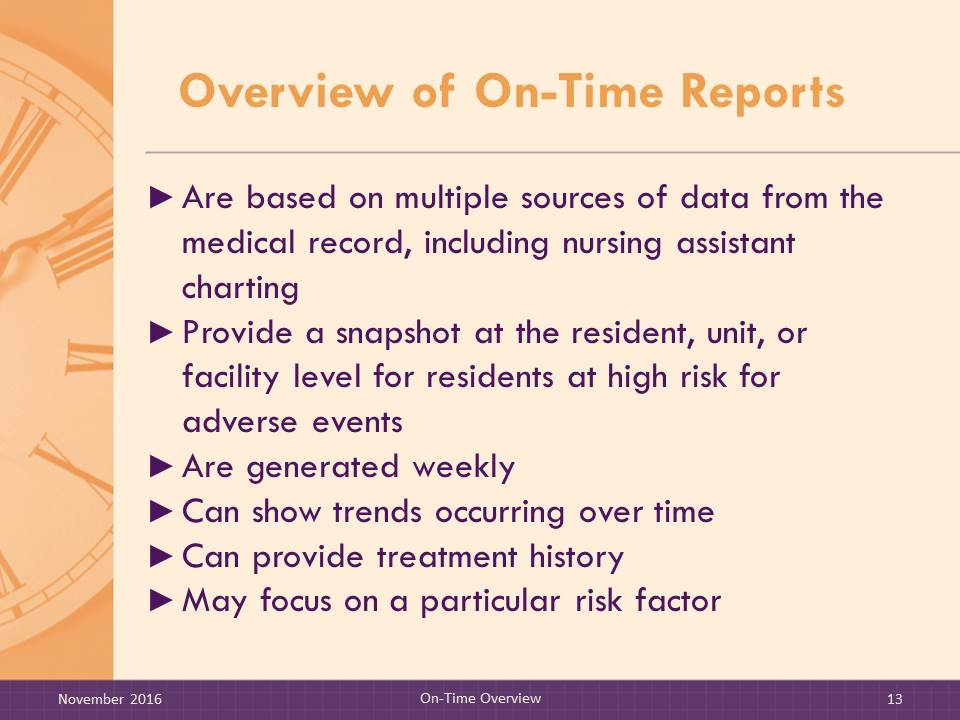 Overview of On-Time Reports
►Are based on multiple sources of data from the
medical record, including nursing assistant
charting
►Provide a snapshot at the resident, unit, or
facility level for residents at high risk for
adverse events
►Are generated weekly
►Can show trends occurring over time
►Can provide treatment history
►May focus on a particular risk factor
November 2016
On-Time Overview
13